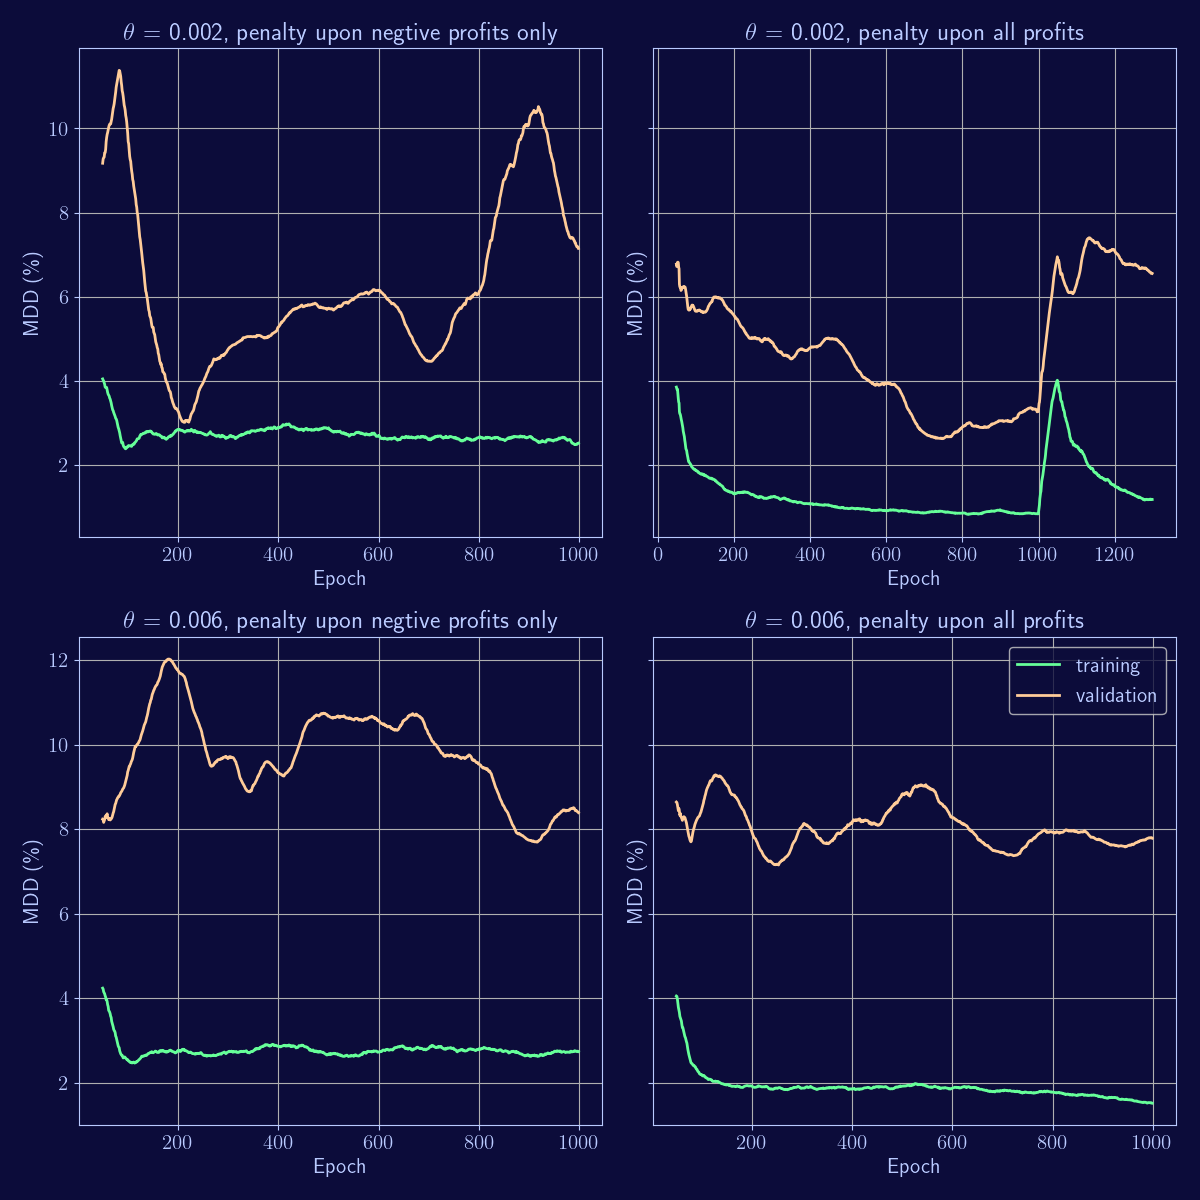 θ = 0.002, penalty upon negtive profits only
MDD (%)
10
8
6
4
2
200 400 600 800 1000
Epoch
θ = 0.002, penalty upon all profits
MDD (%)
0 200 400 600 800 1000 1200
Epoch
θ = 0.006, penalty upon negtive profits only
MDD (%)
12
10
8
6
4
2
200 400 600 800 1000
Epoch
θ = 0.006, penalty upon all profits
training
validation
MDD (%)
200 400 600 800 1000
Epoch